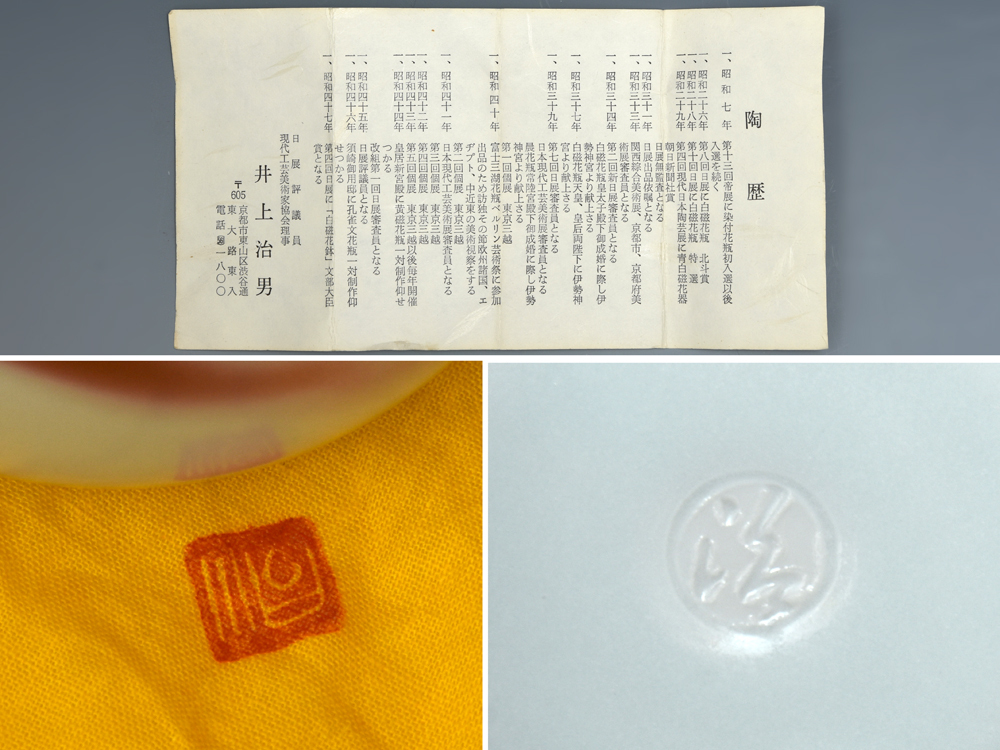 陶歴
一、昭和七年 第十三回帝展に染付花瓶初入選以後
入選を続く
一、昭和二十六年 第八回日展に白磁花瓶 北斗賞
一、昭和二十八年 第十回日展に白磁花瓶 特選
一、昭和二十九年 第四回現代日本陶芸展に青白磁花器
朝日新聞社賞
日展無鑑査となる
一、昭和三十一年 日展出品依嘱となる
一、昭和三十三年 関西綜合美術展、京都市、京都府美
術展審査員となる
一、昭和三十四年 第二回新日展審査員となる
白磁花瓶皇太子殿下御成婚に際し伊
勢神宮より献上さる
一、昭和三十七年 白磁花瓶天皇、皇后両陛下に伊勢神
宮より献上さる
一、昭和三十九年 第七回日展審査員となる
日本現代工芸美術展審査員となる
晨花瓶常陸宮殿下御成婚に際し伊勢
神宮より献上さる
一、昭和四十年 第一回個展 東京三越
富士三湖花瓶ベルリン芸術祭に参加
出品のため訪独その節欧州諸国、エ
ヂプト、中近東の美術視察をする
一、昭和四十一年 第二回個展 東京三越
日本現代工芸美術展審査員となる
一、昭和四十二年 第三回個展 東京三越
一、昭和四十三年 第四回個展 東京三越
一、昭和四十四年 第五回個展 東京三越以後毎年開催
皇居新宮殿に黄磁花瓶一対制作仰せ
つかる
一、昭和四十五年 改組第一回日展審査員となる
日展評議員となる
一、昭和四十六年 須崎御用邸に孔雀文花瓶一対制作仰
せつかる
一、昭和四十七年 第四回日展に「白磁花鉢」文部大臣
賞となる
日展評議員
現代工芸美術家協会理事
井上治男
〒605 京都市東山区渋谷通
東大路東入
電話 一八〇〇
治